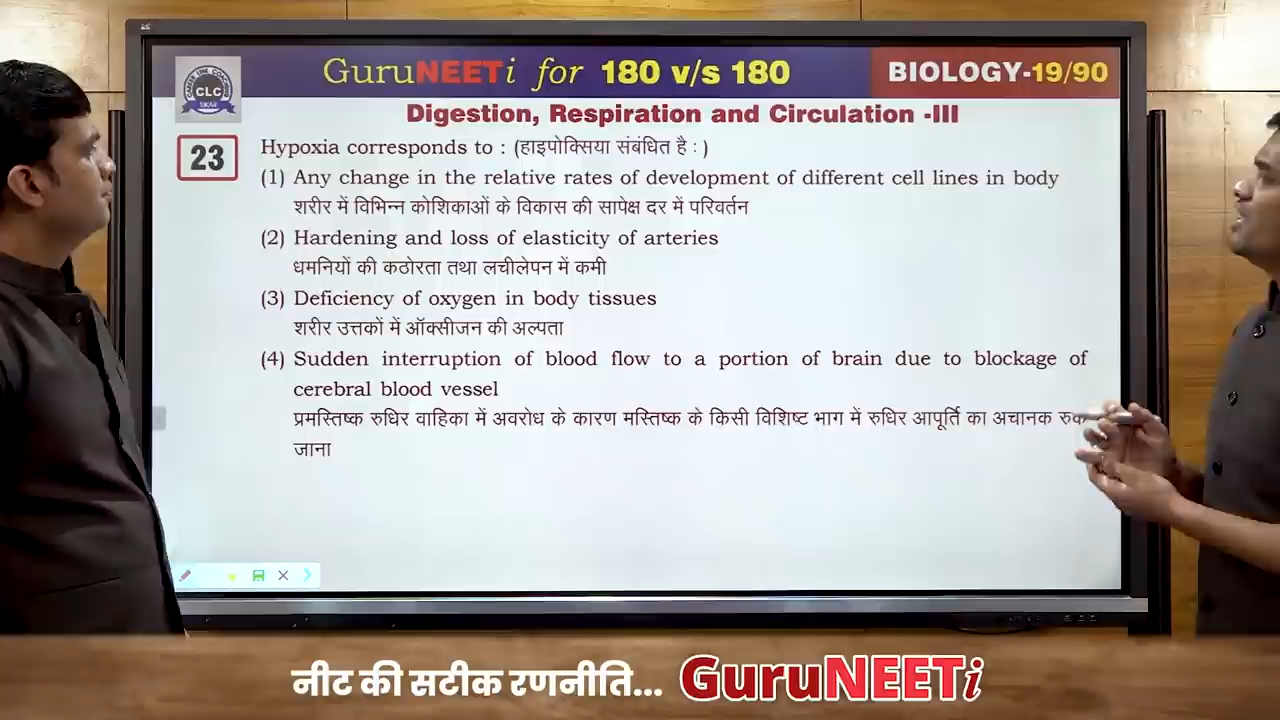 GuruNEETi for 180 v/s 180
BIOLOGY-19/90
CLC
SIKAR
Digestion, Respiration and Circulation -III
23
Hypoxia corresponds to : (हाइपोक्सिया संबंधित है : )
(1) Any change in the relative rates of development of different cell lines in body
शरीर में विभिन्न कोशिकाओं के विकास की सापेक्ष दर में परिवर्तन
(2) Hardening and loss of elasticity of arteries
धमनियों की कठोरता तथा लचीलेपन में कमी
(3) Deficiency of oxygen in body tissues
शरीर उत्तकों में ऑक्सीजन की अल्पता
(4) Sudden interruption of blood flow to a portion of brain due to blockage of
cerebral blood vessel
प्रमस्तिष्क रुधिर वाहिका में अवरोध के कारण मस्तिष्क के किसी विशिष्ट भाग में रुधिर आपूर्ति का अचानक रुक
जाना
नीट की सटीक रणनीति... GuruNEETi